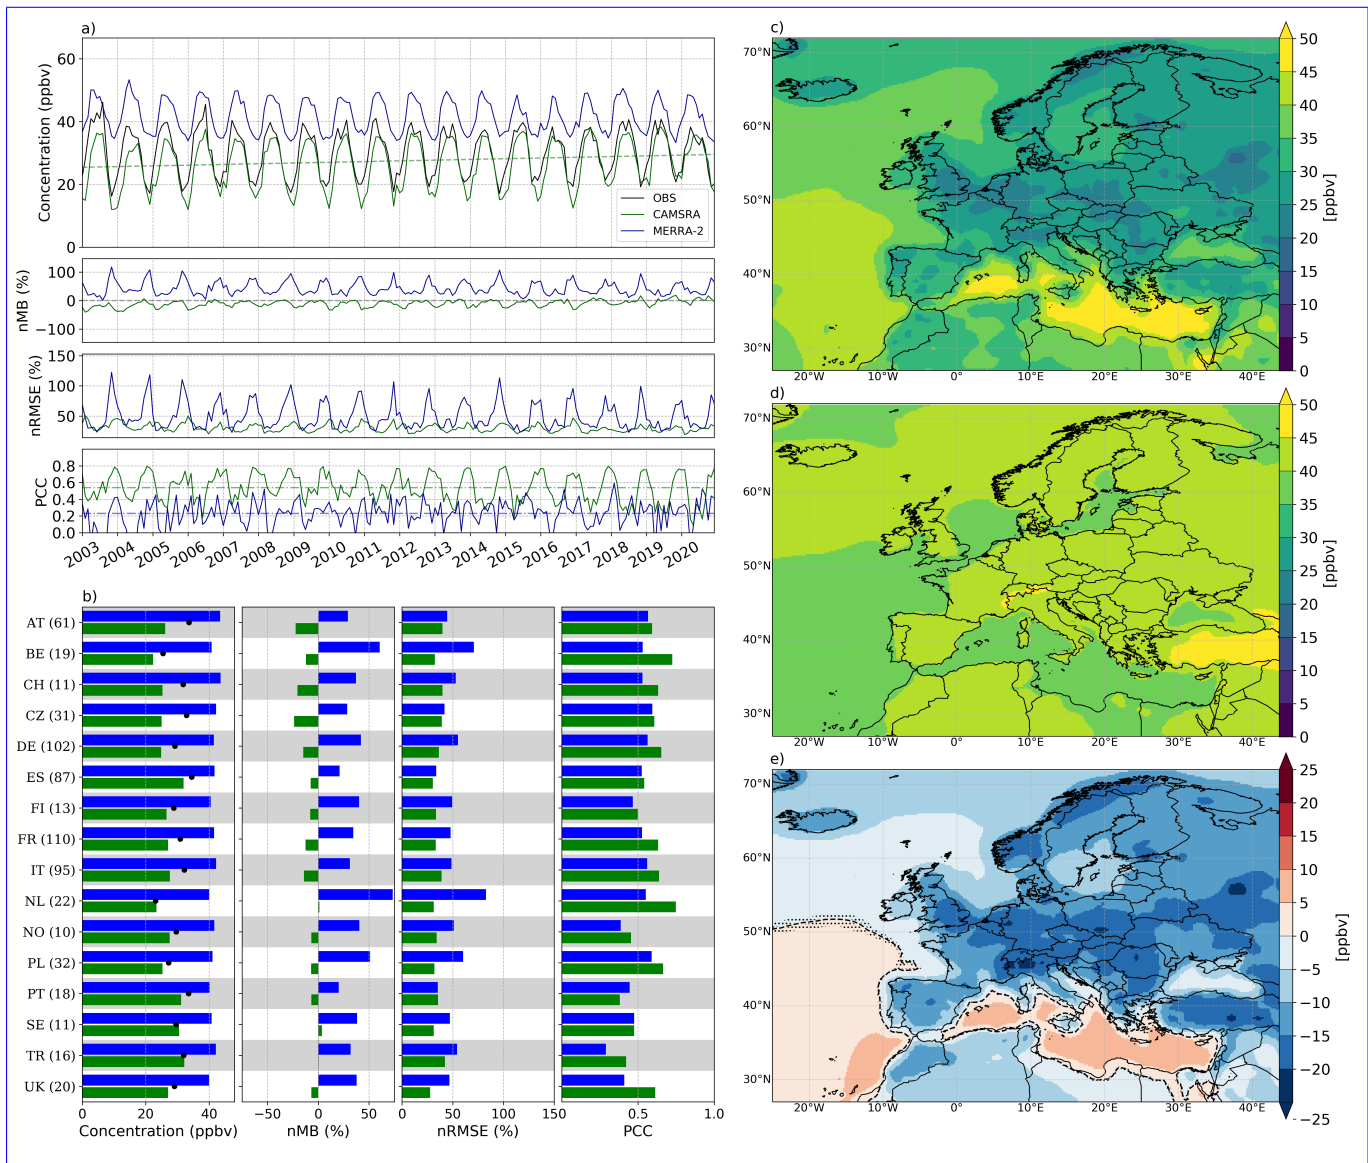 a)
Concentration (ppbv)
60
40
20
0
OBS
CAMSRA
MERRA-2
nMB (%)
100
0
−100
nRMSE (%)
150
100
50
PCC
0.8
0.6
0.4
0.2
0.0
2003 2004 2005 2006 2007 2008 2009 2010 2011 2012 2013 2014 2015 2016 2017 2018 2019 2020
b)
AT (61)
BE (19)
CH (11)
CZ (31)
DE (102)
ES (87)
FI (13)
FR (110)
IT (95)
NL (22)
NO (10)
PL (32)
PT (18)
SE (11)
TR (16)
UK (20)
0 20 40
Concentration (ppbv)
−50 0 50
nMB (%)
0 50 100 150
nRMSE (%)
0.5 1.0
PCC
c)
70°N
60°N
50°N
40°N
30°N
20°W 10°W 0° 10°E 20°E 30°E 40°E
50
45
40
35
30
25
20
15
10
5
0
[ppbv]
d)
70°N
60°N
50°N
40°N
30°N
20°W 10°W 0° 10°E 20°E 30°E 40°E
50
45
40
35
30
25
20
15
10
5
0
[ppbv]
e)
70°N
60°N
50°N
40°N
30°N
20°W 10°W 0° 10°E 20°E 30°E 40°E
25
20
15
10
5
0
−5
−10
−15
−20
−25
[ppbv]